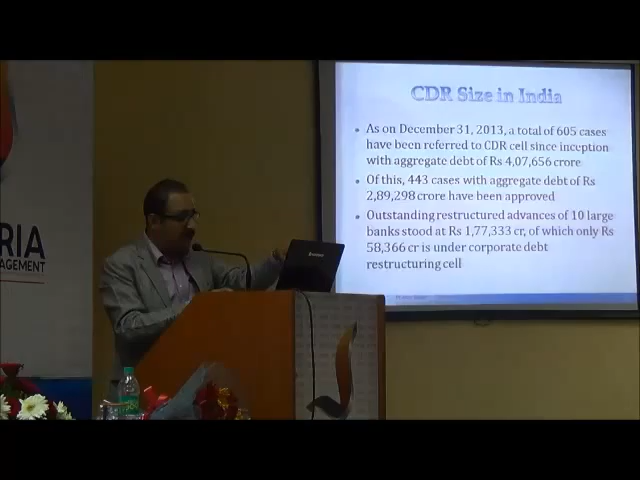 CDR Size in India
As on December 31, 2013, a total of 605 cases
have been referred to CDR cell since inception
with aggregate debt of Rs 4,07,656 crore
Of this, 443 cases with aggregate debt of Rs
2,89,298 crore have been approved
Outstanding restructured advances of 10 large
banks stood at Rs 1,77,333 cr, of which only Rs
58,366 cr is under corporate debt
restructuring cell
RIA
AGEMENT
lenovo